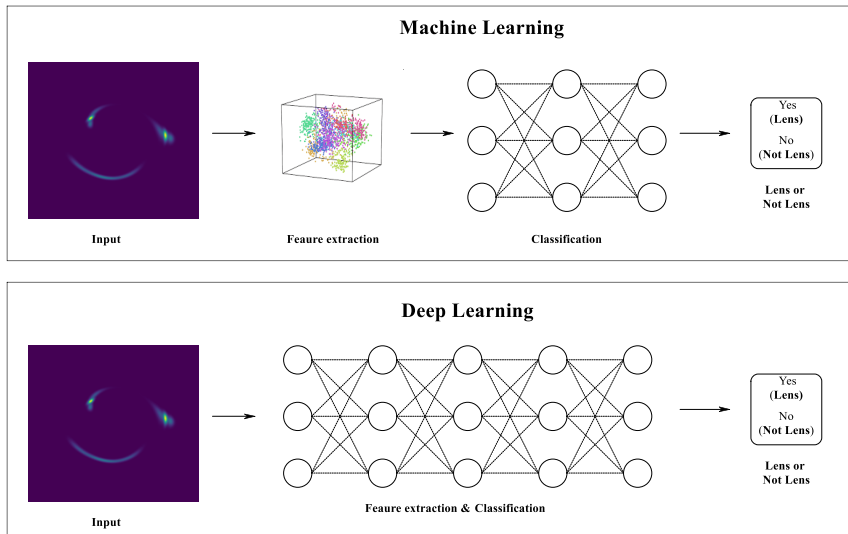 Machine Learning
Yes
(Lens)
No
(Not Lens)
Lens or
Not Lens
Input
Feaure extraction
Classification
Deep Learning
Yes
(Lens)
No
(Not Lens)
Lens or
Not Lens
Feaure extraction & Classification
Input